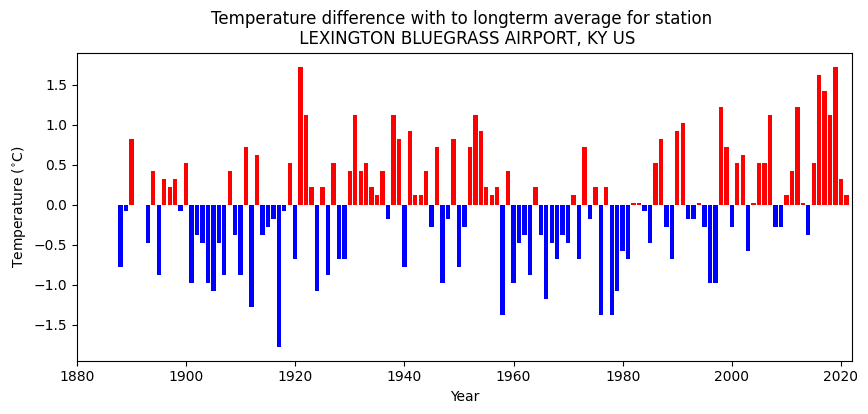 Temperature difference with to longterm average for station
LEXINGTON BLUEGRASS AIRPORT, KY US
Temperature (°C)
1.5
1.0
0.5
0.0
−0.5
−1.0
−1.5
1880 1900 1920 1940 1960 1980 2000 2020
Year